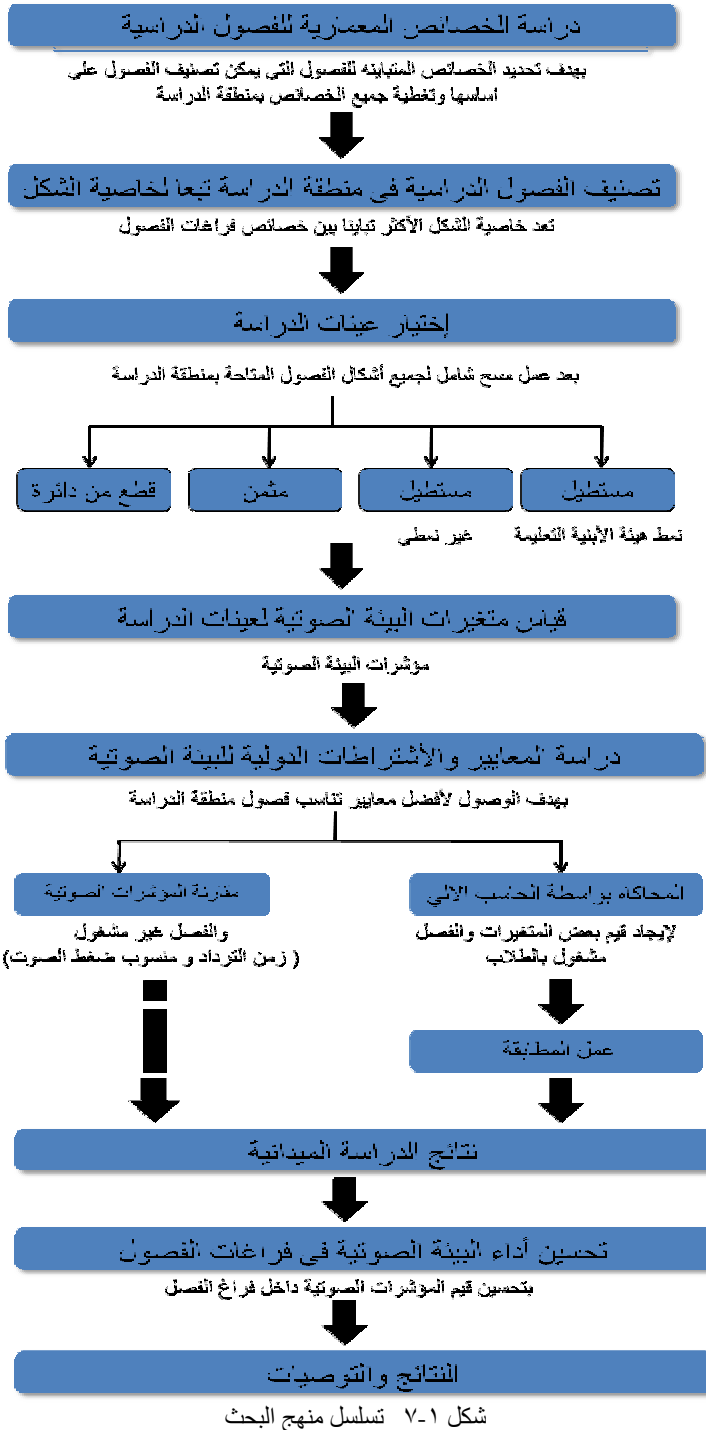 دراسة الخصائص المعمارية للفصول الدراسية
بهدف تحديد الخصائص المتباينه للفصول التي يمكن تصنيف الفصول علي
اساسها وتغطية جميع الخصائص بمنطقة الدراسة
تصنيف الفصول الدراسية في منطقة الدراسة تبعا لخاصية الشكل
تعد خاصية الشكل الأكثر تباينا بين خصائص فراغات الفصول
إختيار عينات الدراسة
بعد عمل مسح شامل لجميع أشكال الفصول المتاحة بمنطقة الدراسة
مستطيل
مستطيل
مثمن
قطع من دائرة
نمط هيئة الأبنية التعليمة
غير نمطي
قياس متغيرات البيئة الصوتية لعينات الدراسة
مؤشرات البيئة الصوتية
دراسة المعايير والأشتراطات الدولية للبيئة الصوتية
بهدف الوصول لأفضل معايير تناسب فصول منطقة الدراسة
المحاكاه بواسطة الحاسب الالي
لإيجاد قيم بعض المتغيرات والفصل
مشغول بالطلاب
مقارنة المؤشرات الصوتية
والفصل غير مشغول
( زمن الترداد و منسوب ضغط الصوت)
عمل المطابقة
نتائج الدراسة الميدانية
تحسين أداء البيئة الصوتية في فراغات الفصول
بتحسين قيم المؤشرات الصوتية داخل فراغ الفصل
النتائج والتوصيات
شكل ١-٧ تسلسل منهج البحث